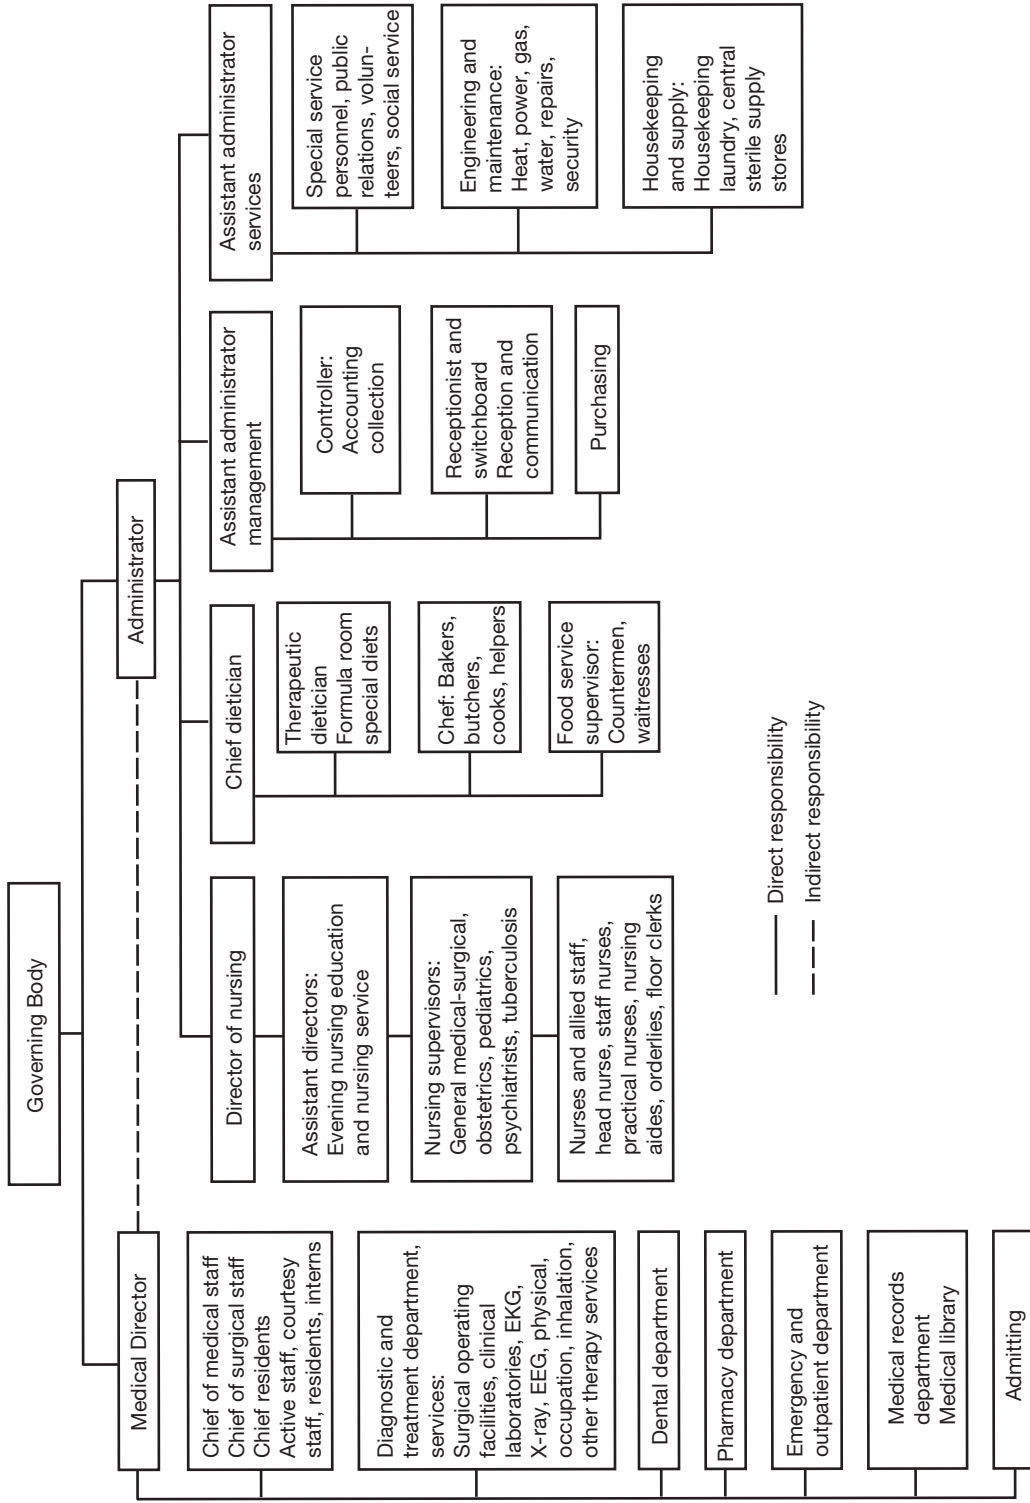 Governing Body
Medical Director
Administrator
Chief of medical staff
Chief of surgical staff
Chief residents
Active staff, courtesy
staff, residents, interns
Diagnostic and
treatment department,
services:
Surgical operating
facilities, clinical
laboratories, EKG,
X-ray, EEG, physical,
occupation, inhalation,
other therapy services
Dental department
Pharmacy department
Emergency and
outpatient department
Medical records
department
Medical library
Admitting
Director of nursing
Assistant directors:
Evening nursing education
and nursing service
Nursing supervisors:
General medical-surgical,
obstetrics, pediatrics,
psychiatrists, tuberculosis
Nurses and allied staff,
head nurse, staff nurses,
practical nurses, nursing
aides, orderlies, floor clerks
Chief dietician
Therapeutic
dietician
Formula room
special diets
Chef: Bakers,
butchers,
cooks, helpers
Food service
supervisor:
Countermen,
waitresses
Assistant administrator
management
Controller:
Accounting
collection
Receptionist and
switchboard
Reception and
communication
Purchasing
Assistant administrator
services
Special service
personnel, public
relations, volun-
teers, social service
Engineering and
maintenance:
Heat, power, gas,
water, repairs,
security
Housekeeping
and supply:
Housekeeping
laundry, central
sterile supply
stores
Direct responsibility
Indirect responsibility